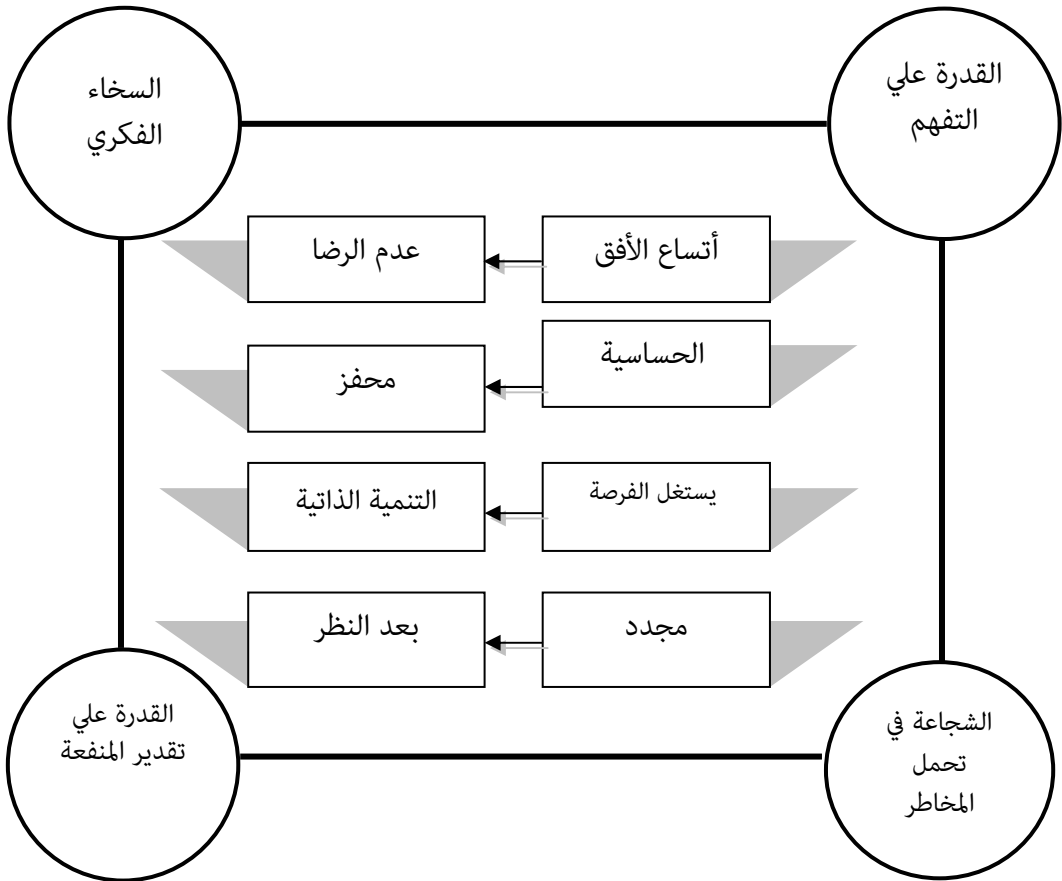 القدرة علي
التفهم
السخاء
الفكري
أتساع الأفق
عدم الرضا
الحساسية
محفز
يستغل الفرصة
التنمية الذاتية
مجدد
بعد النظر
الشجاعة في
تحمل
المخاطر
القدرة علي
تقدير المنفعة